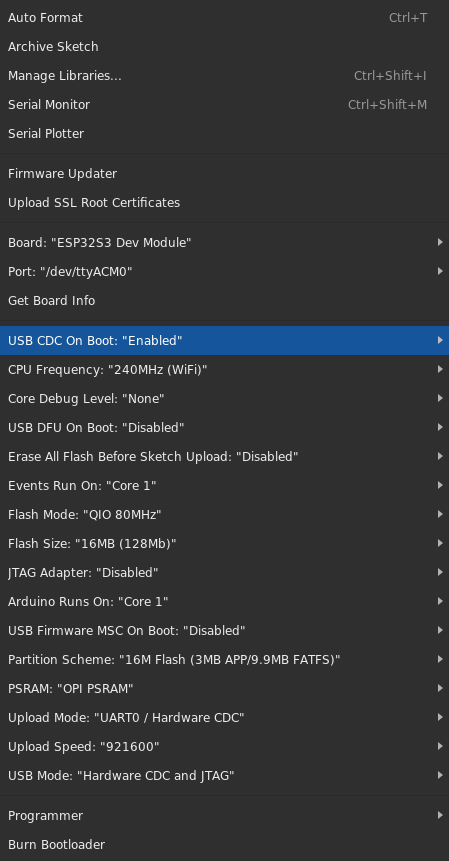 Auto Format Ctrl+T
Archive Sketch
Manage Libraries... Ctrl+Shift+I
Serial Monitor Ctrl+Shift+M
Serial Plotter
Firmware Updater
Upload SSL Root Certificates
Board: "ESP32S3 Dev Module"
Port: "/dev/ttyACM0"
Get Board Info
USB CDC On Boot: "Enabled"
CPU Frequency: "240MHz (WiFi)"
Core Debug Level: "None"
USB DFU On Boot: "Disabled"
Erase All Flash Before Sketch Upload: "Disabled"
Events Run On: "Core 1"
Flash Mode: "QIO 80MHz"
Flash Size: "16MB (128Mb)"
JTAG Adapter: "Disabled"
Arduino Runs On: "Core 1"
USB Firmware MSC On Boot: "Disabled"
Partition Scheme: "16M Flash (3MB APP/9.9MB FATFS)"
PSRAM: "OPI PSRAM"
Upload Mode: "UART0 / Hardware CDC"
Upload Speed: "921600"
USB Mode: "Hardware CDC and JTAG"
Programmer
Burn Bootloader